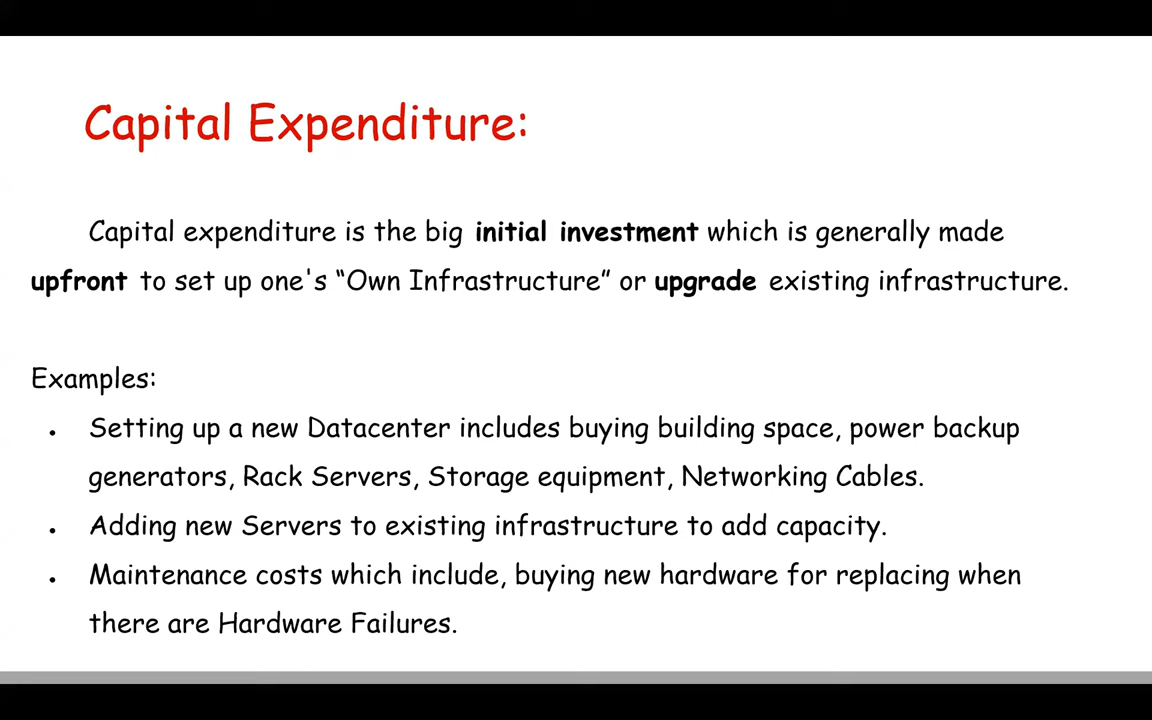 Capital Expenditure:
Capital expenditure is the big initial investment which is generally made
upfront to set up one's “Own Infrastructure” or upgrade existing infrastructure.
Examples:
• Setting up a new Datacenter includes buying building space, power backup
generators, Rack Servers, Storage equipment, Networking Cables.
• Adding new Servers to existing infrastructure to add capacity.
• Maintenance costs which include, buying new hardware for replacing when
there are Hardware Failures.